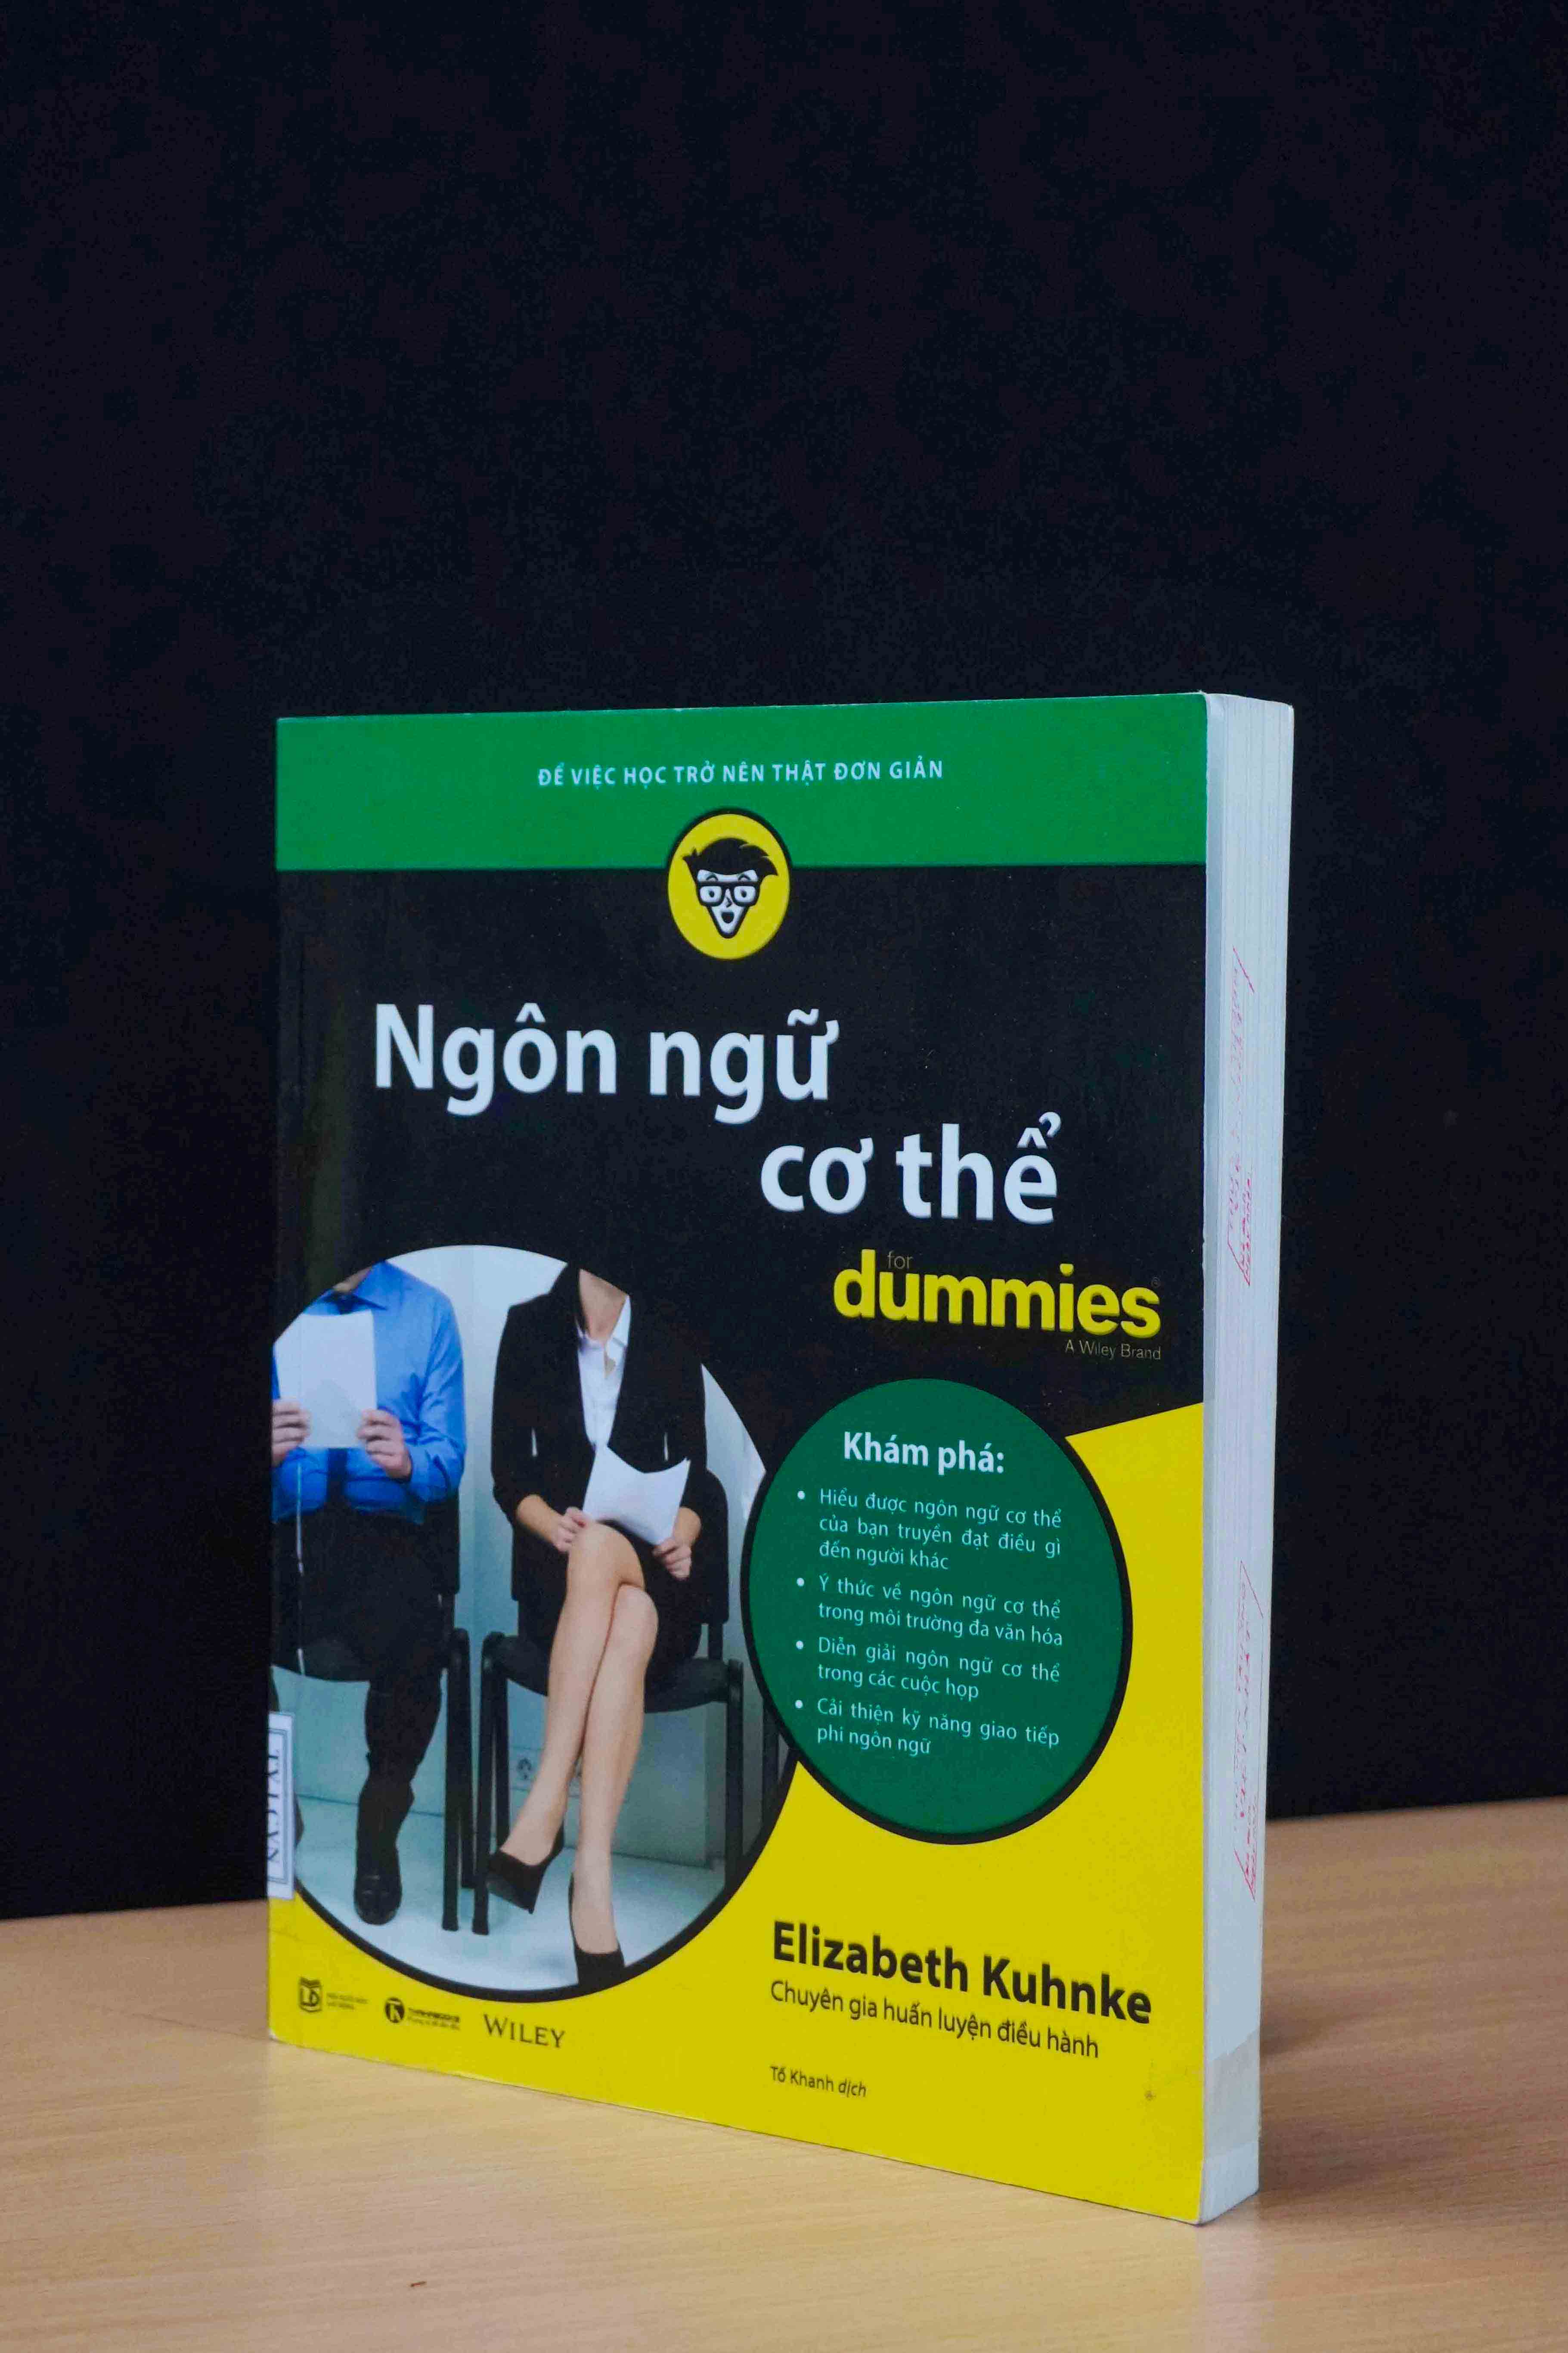 ĐỂ VIỆC HỌC TRỞ NÊN THẬT ĐƠN GIẢN
Ngôn ngữ
cơ thể
for
dummies®
A Wiley Brand
Khám phá:
• Hiểu được ngôn ngữ cơ thể
của bạn truyền đạt điều gì
đến người khác
• Ý thức về ngôn ngữ cơ thể
trong môi trường đa văn hóa
• Diễn giải ngôn ngữ cơ thể
trong các cuộc họp
• Cải thiện kỹ năng giao tiếp
phi ngôn ngữ
Elizabeth Kuhnke
Chuyên gia huấn luyện điều hành
Tố Khanh dịch
WILEY